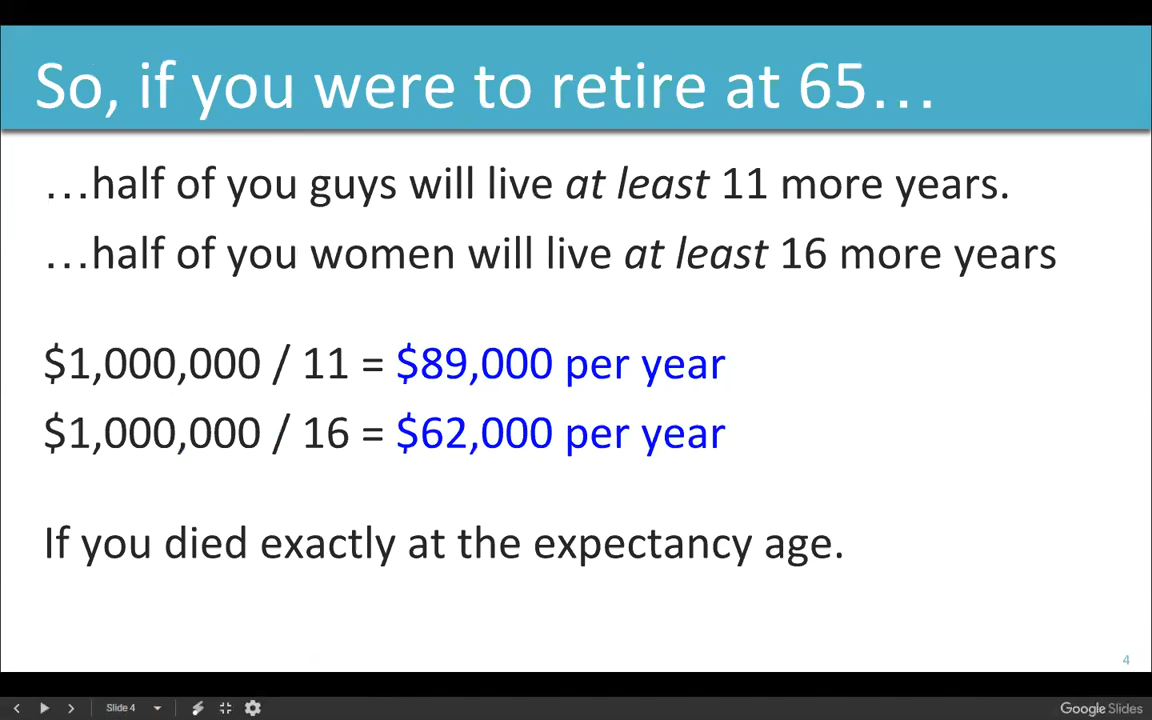 So, if you were to retire at 65…
…half of you guys will live at least 11 more years.
…half of you women will live at least 16 more years
$1,000,000 / 11 = $89,000 per year
$1,000,000 / 16 = $62,000 per year
If you died exactly at the expectancy age.
4
Slide 4
Google Slides